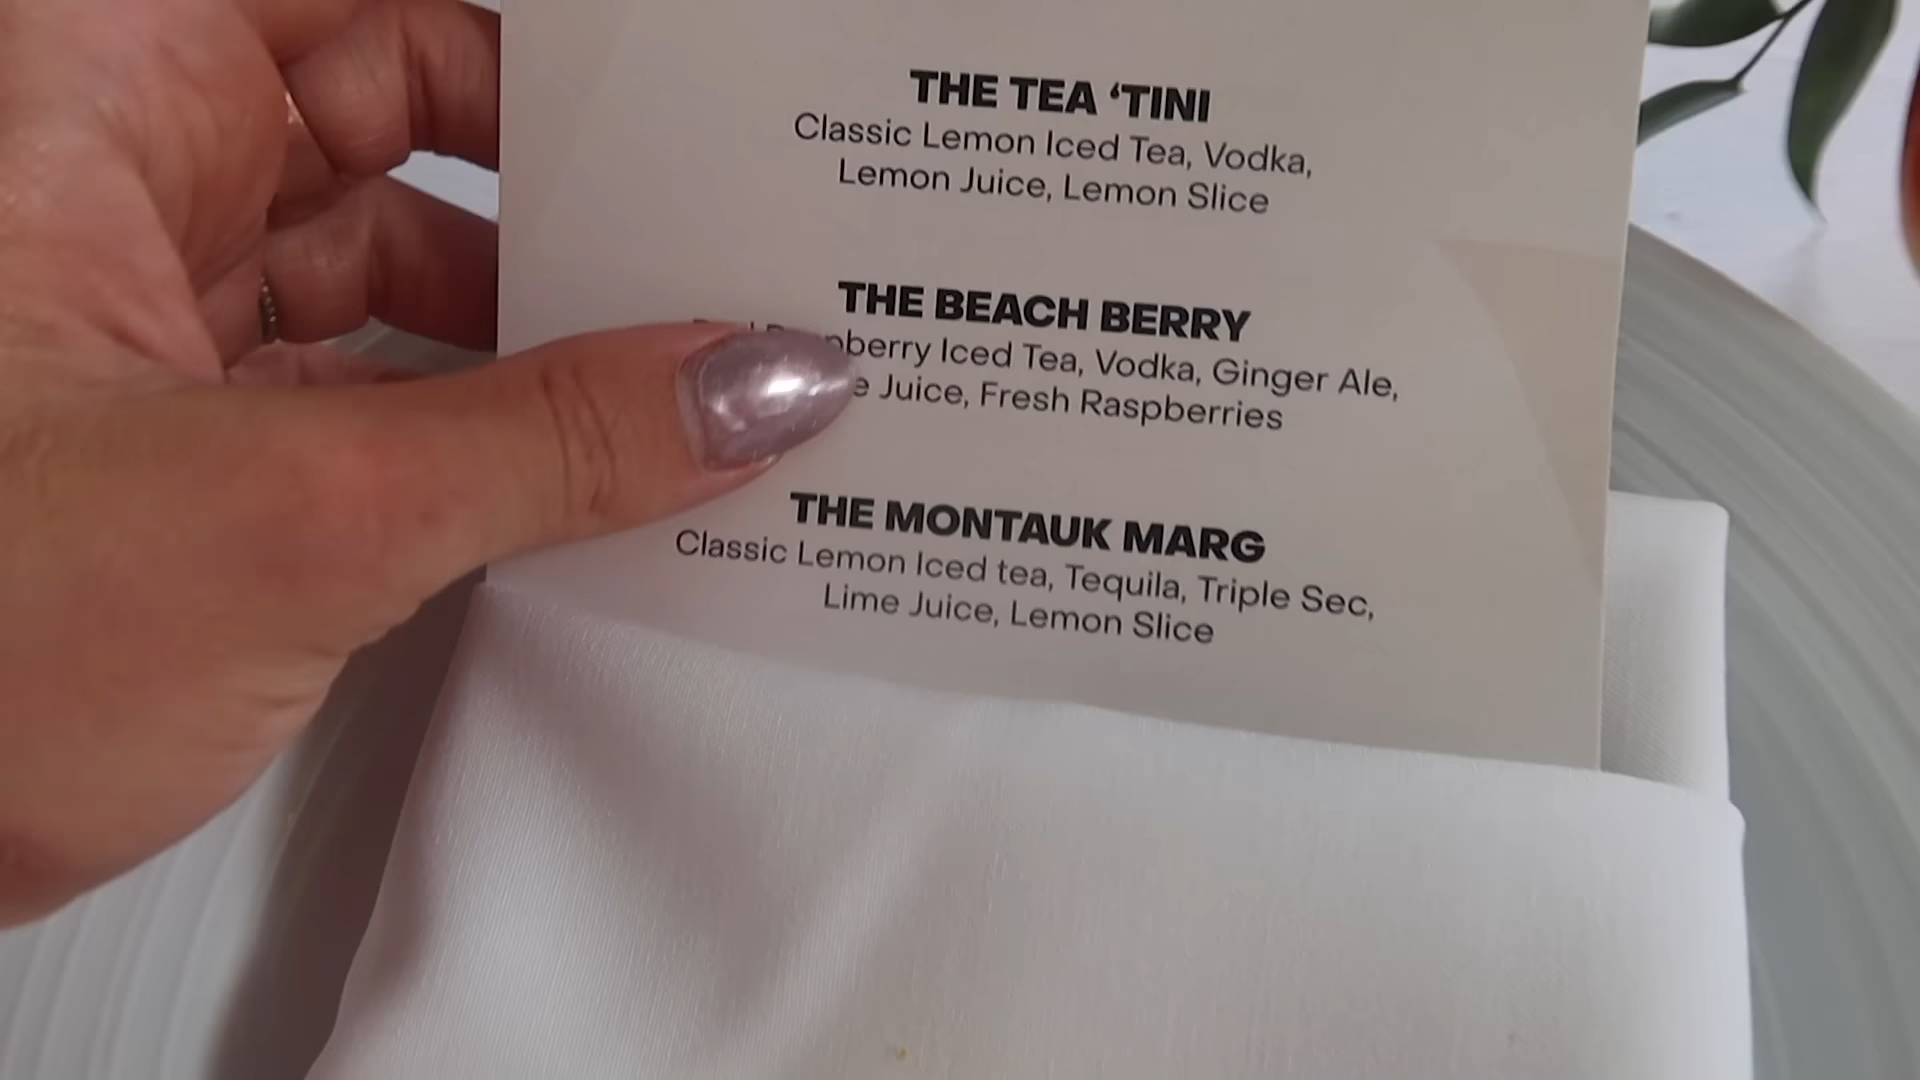 THE TEA ‘TINI
Classic Lemon Iced Tea, Vodka,
Lemon Juice, Lemon Slice
THE BEACH BERRY
Iced Tea, Vodka, Ginger Ale,
Juice, Fresh Raspberries
THE MONTAUK MARG
Classic Lemon Iced tea, Tequila, Triple Sec,
Lime Juice, Lemon Slice